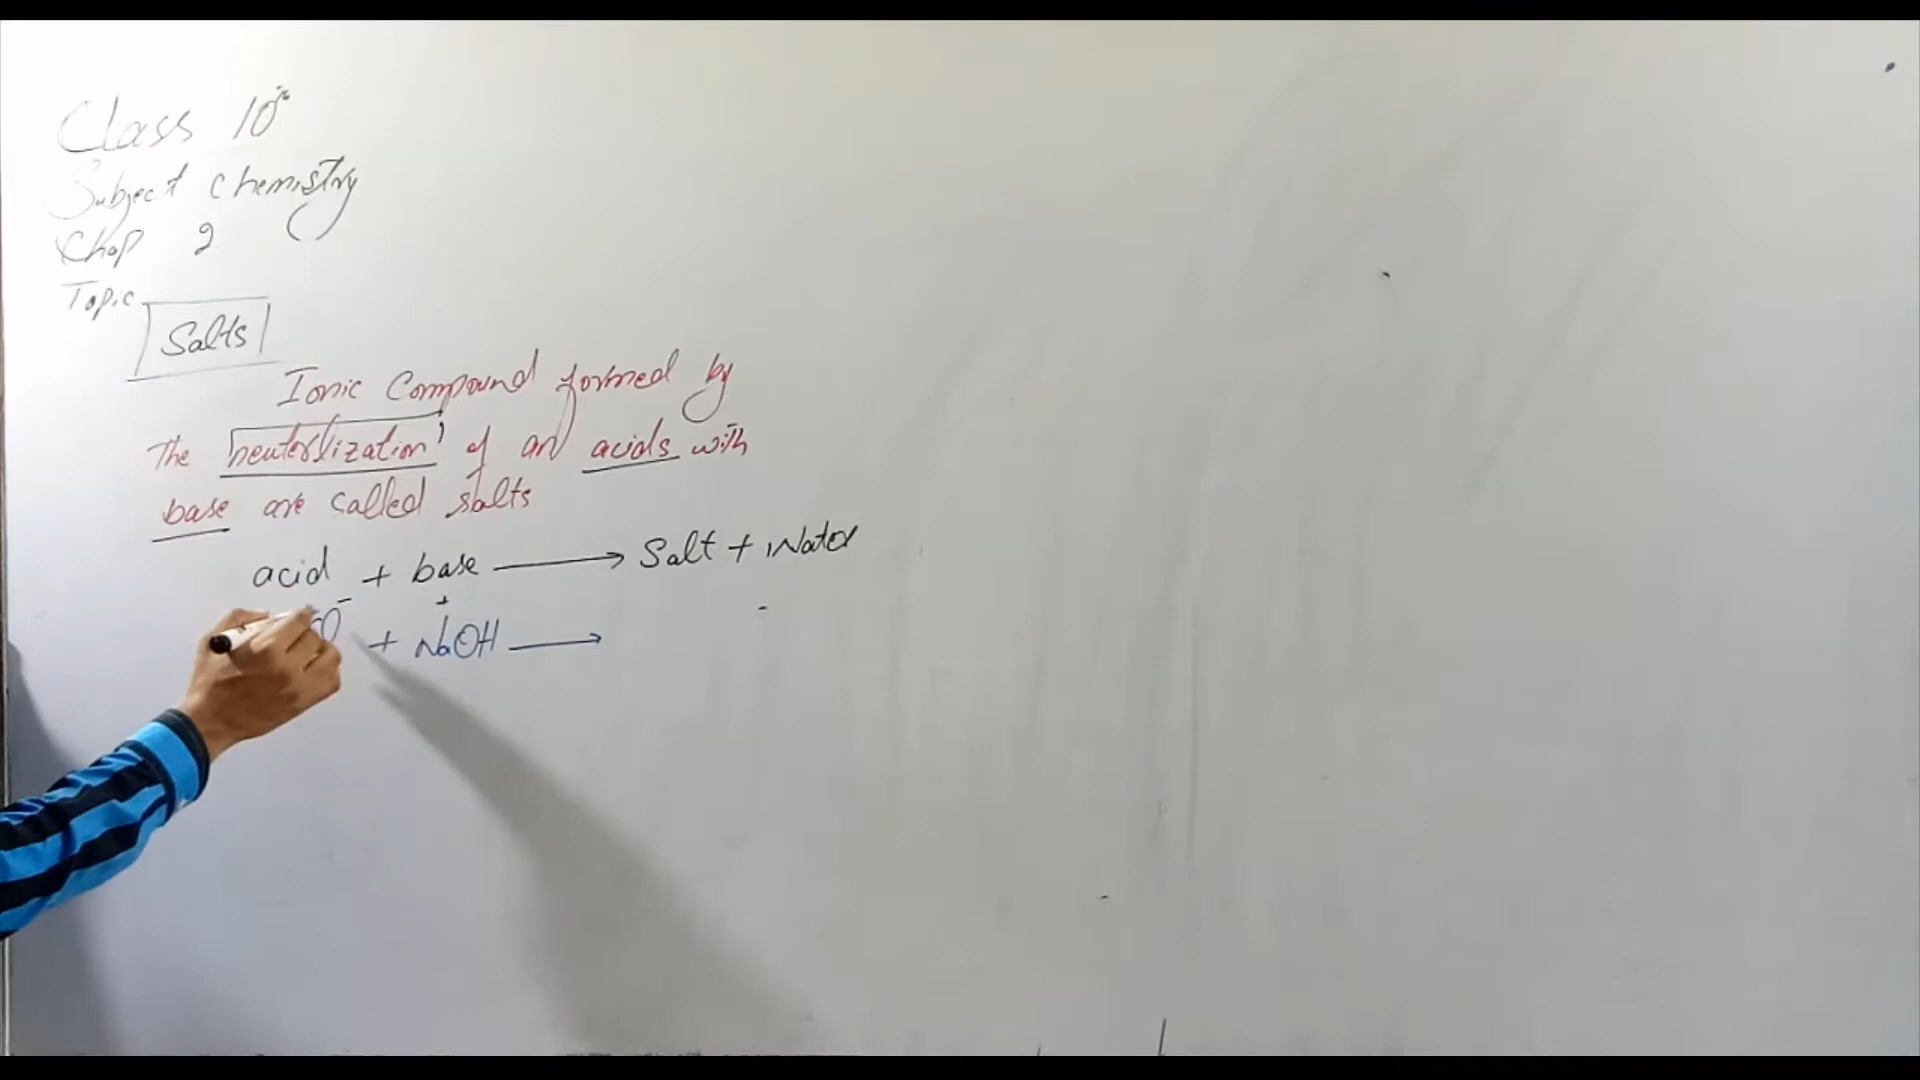 Class 10th
Subject chemistry
Chap 2
Topic
Salts
Ionic Compound formed by
The neuterlization of an acids with
base are called salts
acid + base ⟶ Salt + Water
+ NaOH ⟶